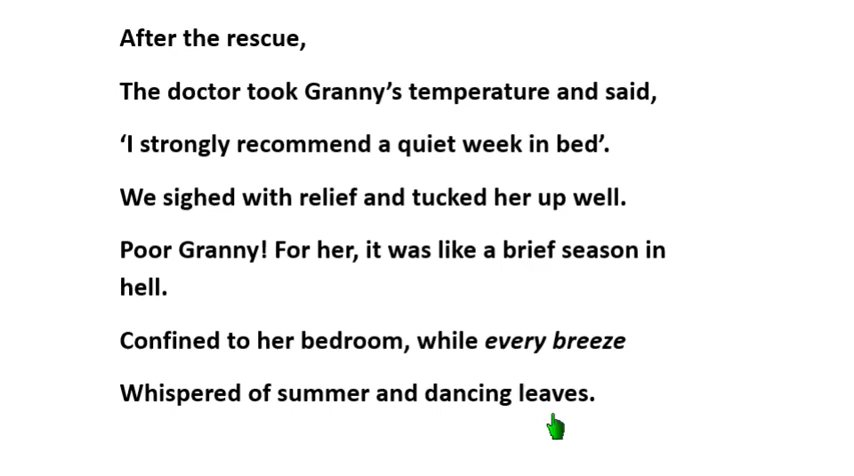 After the rescue,
The doctor took Granny’s temperature and said,
‘I strongly recommend a quiet week in bed’.
We sighed with relief and tucked her up well.
Poor Granny! For her, it was like a brief season in
hell.
Confined to her bedroom, while every breeze
Whispered of summer and dancing leaves.